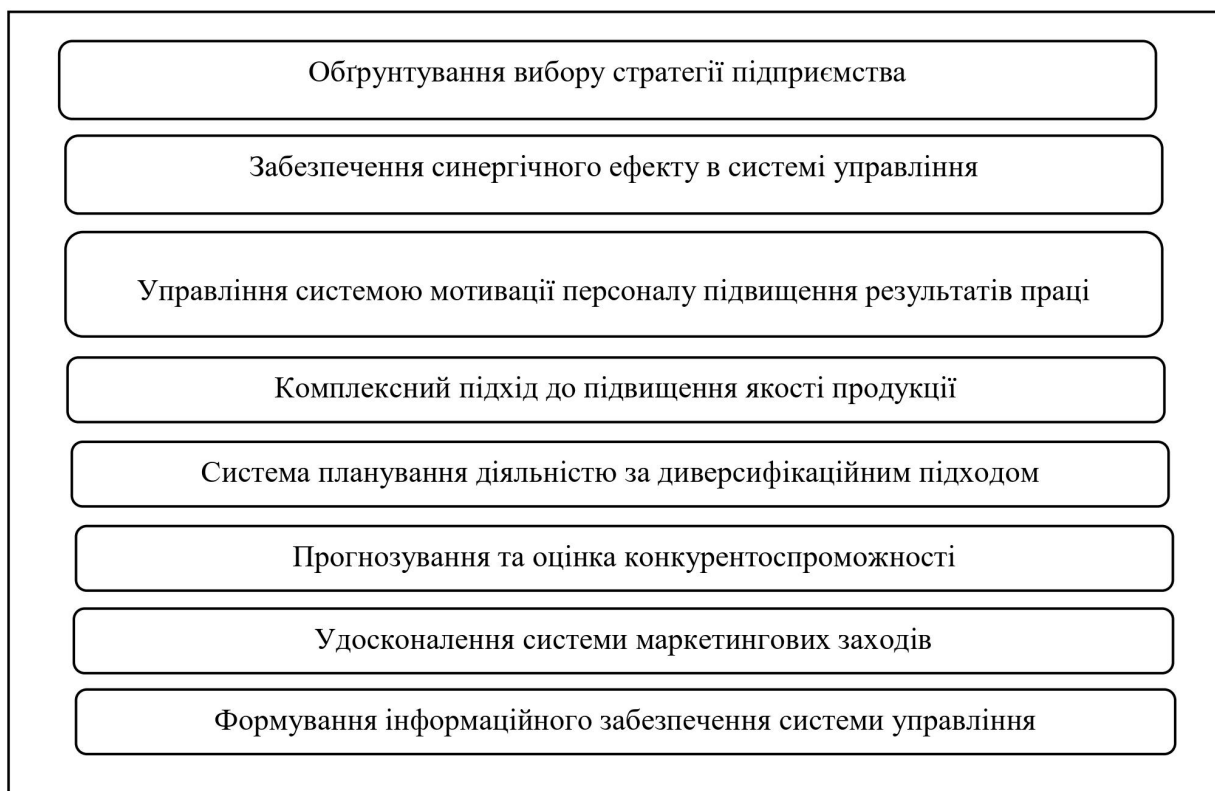 Обґрунтування вибору стратегії підприємства
Забезпечення синергічного ефекту в системі управління
Управління системою мотивації персоналу підвищення результатів праці
Комплексний підхід до підвищення якості продукції
Система планування діяльністю за диверсифікаційним підходом
Прогнозування та оцінка конкурентоспроможності
Удосконалення системи маркетингових заходів
Формування інформаційного забезпечення системи управління